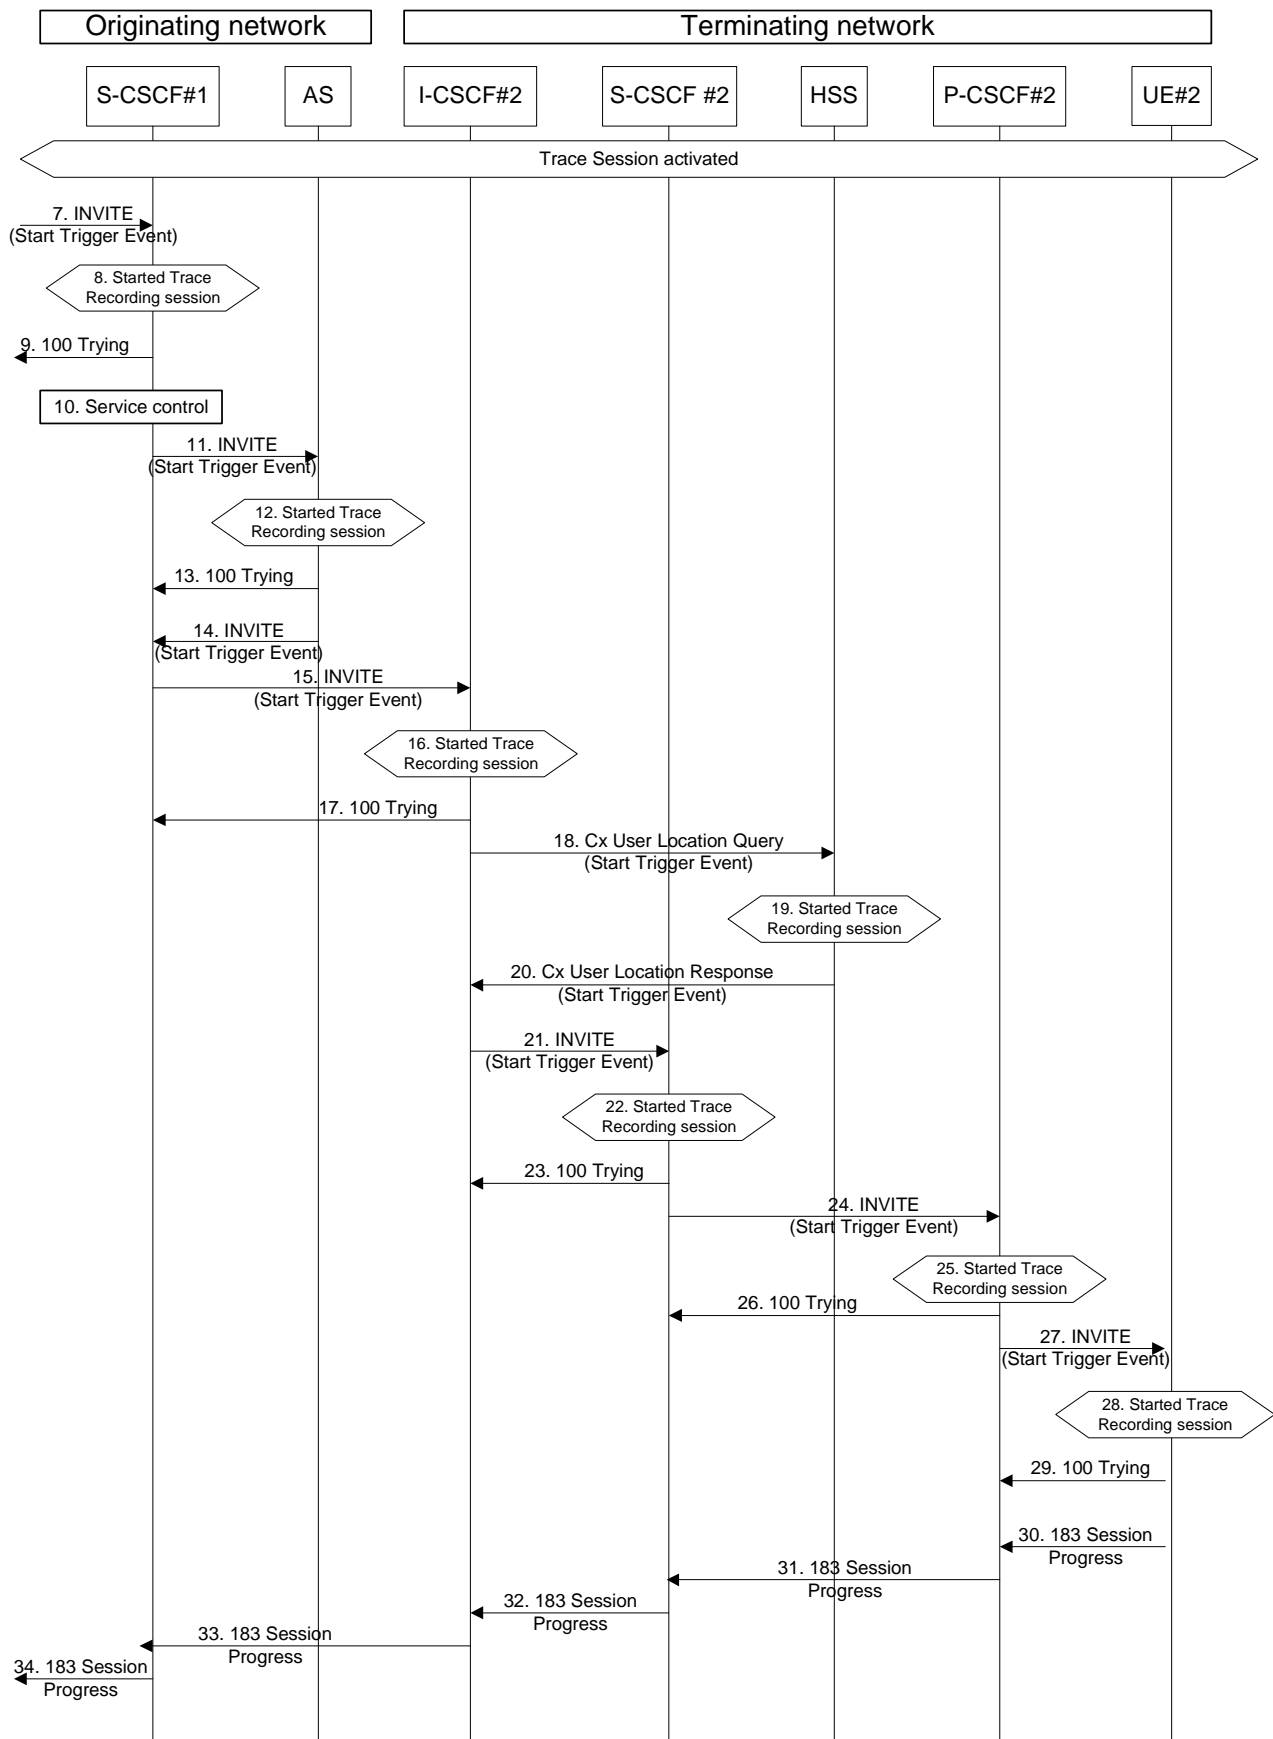 Originating network
Terminating network
S-CSCF#1
AS
I-CSCF#2
S-CSCF #2
HSS
P-CSCF#2
UE#2
Trace Session activated
7. INVITE
(Start Trigger Event)
8. Started Trace
Recording session
9. 100 Trying
10. Service control
11. INVITE
(Start Trigger Event)
12. Started Trace
Recording session
13. 100 Trying
14. INVITE
(Start Trigger Event)
15. INVITE
(Start Trigger Event)
16. Started Trace
Recording session
17. 100 Trying
18. Cx User Location Query
(Start Trigger Event)
19. Started Trace
Recording session
20. Cx User Location Response
(Start Trigger Event)
21. INVITE
(Start Trigger Event)
22. Started Trace
Recording session
23. 100 Trying
24. INVITE
(Start Trigger Event)
25. Started Trace
Recording session
26. 100 Trying
27. INVITE
(Start Trigger Event)
28. Started Trace
Recording session
29. 100 Trying
30. 183 Session
Progress
31. 183 Session
Progress
32. 183 Session
Progress
33. 183 Session
Progress
34. 183 Session
Progress